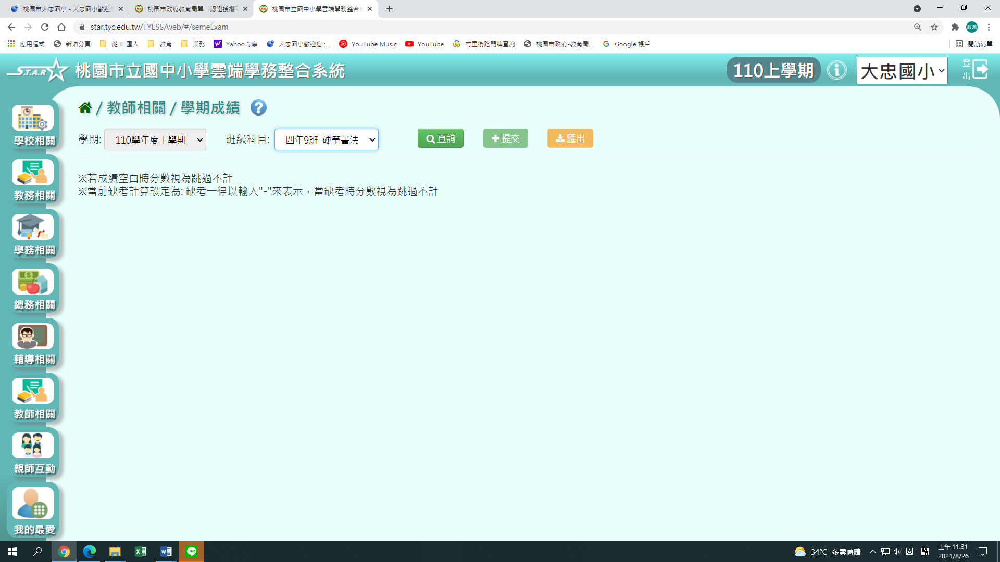 桃園市大忠國小 - 大忠國小歡迎您
桃園市政府教育局單一認證授權平
桃園市立國中小學雲端學務整合系
star.tyc.edu.tw/TYESS/web/#/semeExam
政鴻
應用程式
新增分頁
從 IE 匯入
教育
業務
Yahoo奇摩
大忠國小歡迎您 :...
YouTube Music
YouTube
村里街路門牌查詢
桃園市政府-教育局...
Google 帳戶
閱讀清單
S.T.A.R
桃園市立國中小學雲端學務整合系統
110上學期
大忠國小
登出
/ 教師相關 / 學期成績
學期: 110學年度上學期
班級科目: 四年9班-硬筆書法
查詢
提交
匯出
※若成績空白時分數視為跳過不計
※當前缺考計算設定為: 缺考一律以輸入"-"來表示，當缺考時分數視為跳過不計
學校相關
教務相關
學務相關
總務相關
輔導相關
教師相關
親師互動
我的最愛
34°C 多雲時晴
上午 11:31
2021/8/26